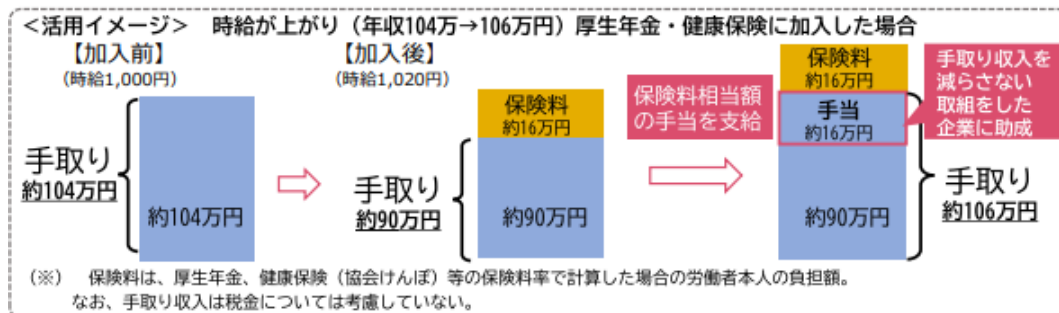 <活用イメージ> 時給が上がり（年収104万→106万円）厚生年金・健康保険に加入した場合
【加入前】
（時給1,000円）
手取り
約104万円
約104万円
【加入後】
（時給1,020円）
保険料
約16万円
手取り
約90万円
約90万円
保険料相当額
の手当を支給
保険料
約16万円
手当
約16万円
約90万円
手取り収入を
減らさない
取組をした
企業に助成
手取り
約106万円
（※） 保険料は、厚生年金、健康保険（協会けんぽ）等の保険料率で計算した場合の労働者本人の負担額。
なお、手取り収入は税金については考慮していない。